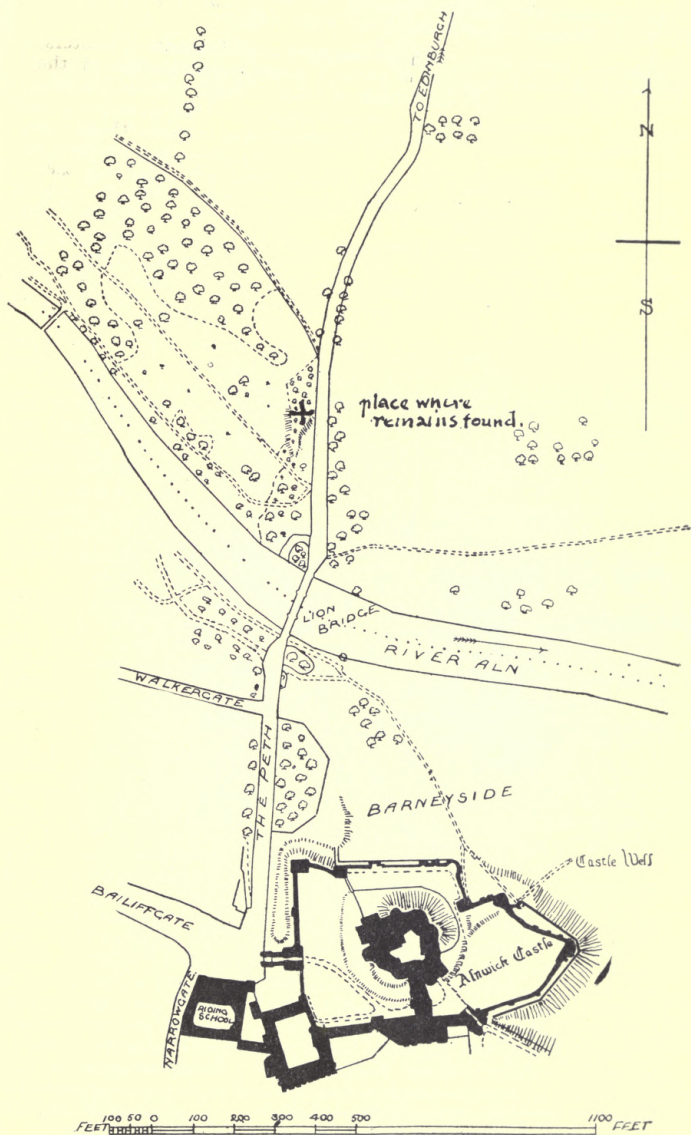 TO EDINBURGH
N
S
place where
remains found.
LION
BRIDGE
RIVER ALN
WALKERGATE
THE PETH
BARNEYSIDE
Castle Well
BAILIFFGATE
Alnwick Castle
NARROWGATE
RIDING
SCHOOL
FEET 100 50 0 100 200 300 400 500 1100 FEET